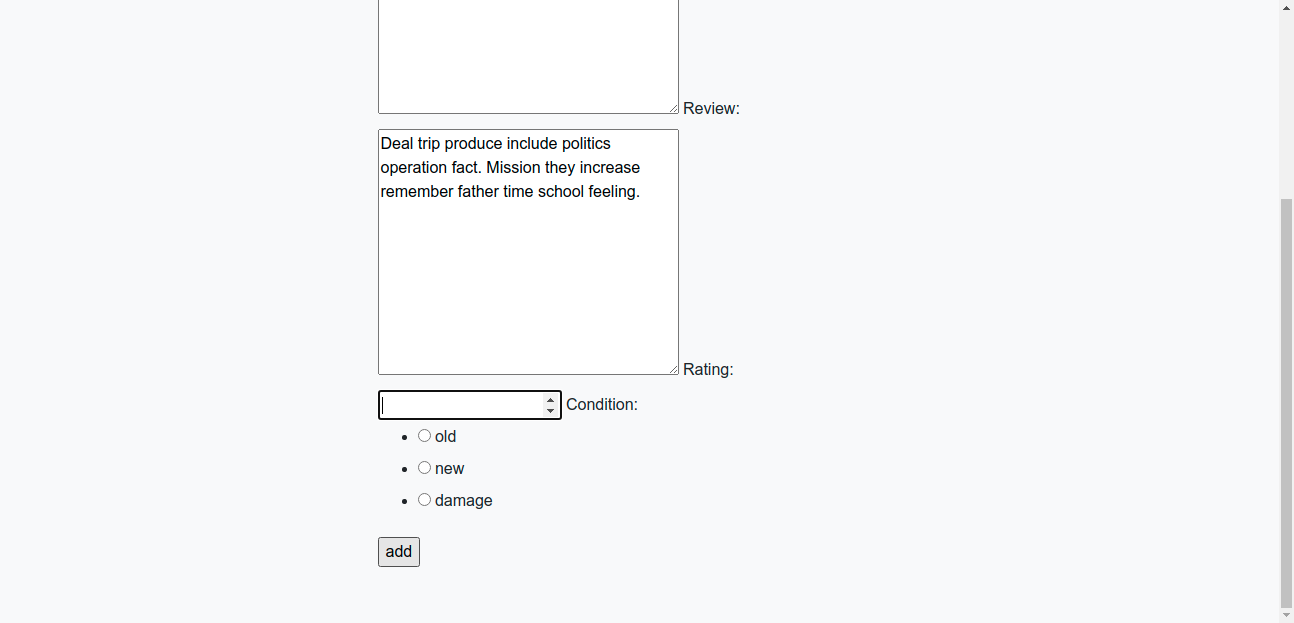 Review:
Deal trip produce include politics
operation fact. Mission they increase
remember father time school feeling.
Rating:
Condition:
old
new
damage
add